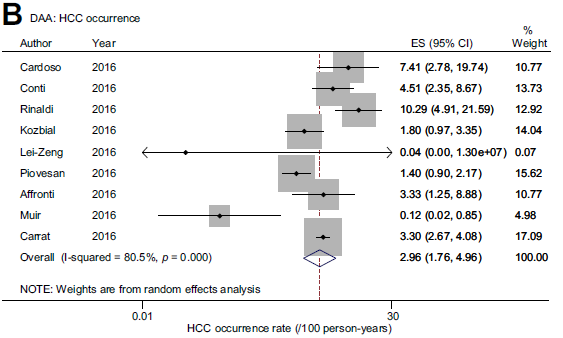 B DAA: HCC occurrence
%
Author Year ES (95% CI) Weight
Cardoso 2016 7.41 (2.78, 19.74) 10.77
Conti 2016 4.51 (2.35, 8.67) 13.73
Rinaldi 2016 10.29 (4.91, 21.59) 12.92
Kozbial 2016 1.80 (0.97, 3.35) 14.04
Lei-Zeng 2016 0.04 (0.00, 1.30e+07) 0.07
Piovesan 2016 1.40 (0.90, 2.17) 15.62
Affronti 2016 3.33 (1.25, 8.88) 10.77
Muir 2016 0.12 (0.02, 0.85) 4.98
Carrat 2016 3.30 (2.67, 4.08) 17.09
Overall (I-squared = 80.5%, p = 0.000) 2.96 (1.76, 4.96) 100.00
NOTE: Weights are from random effects analysis
0.01 30
HCC occurrence rate (/100 person-years)